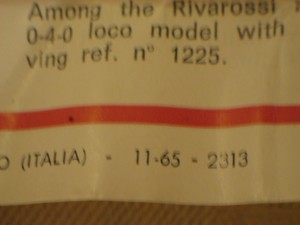 Among the Rivarossi
0-4-0 loco model with
ving ref. n° 1225.
O (ITALIA) - 11-65 - 2313